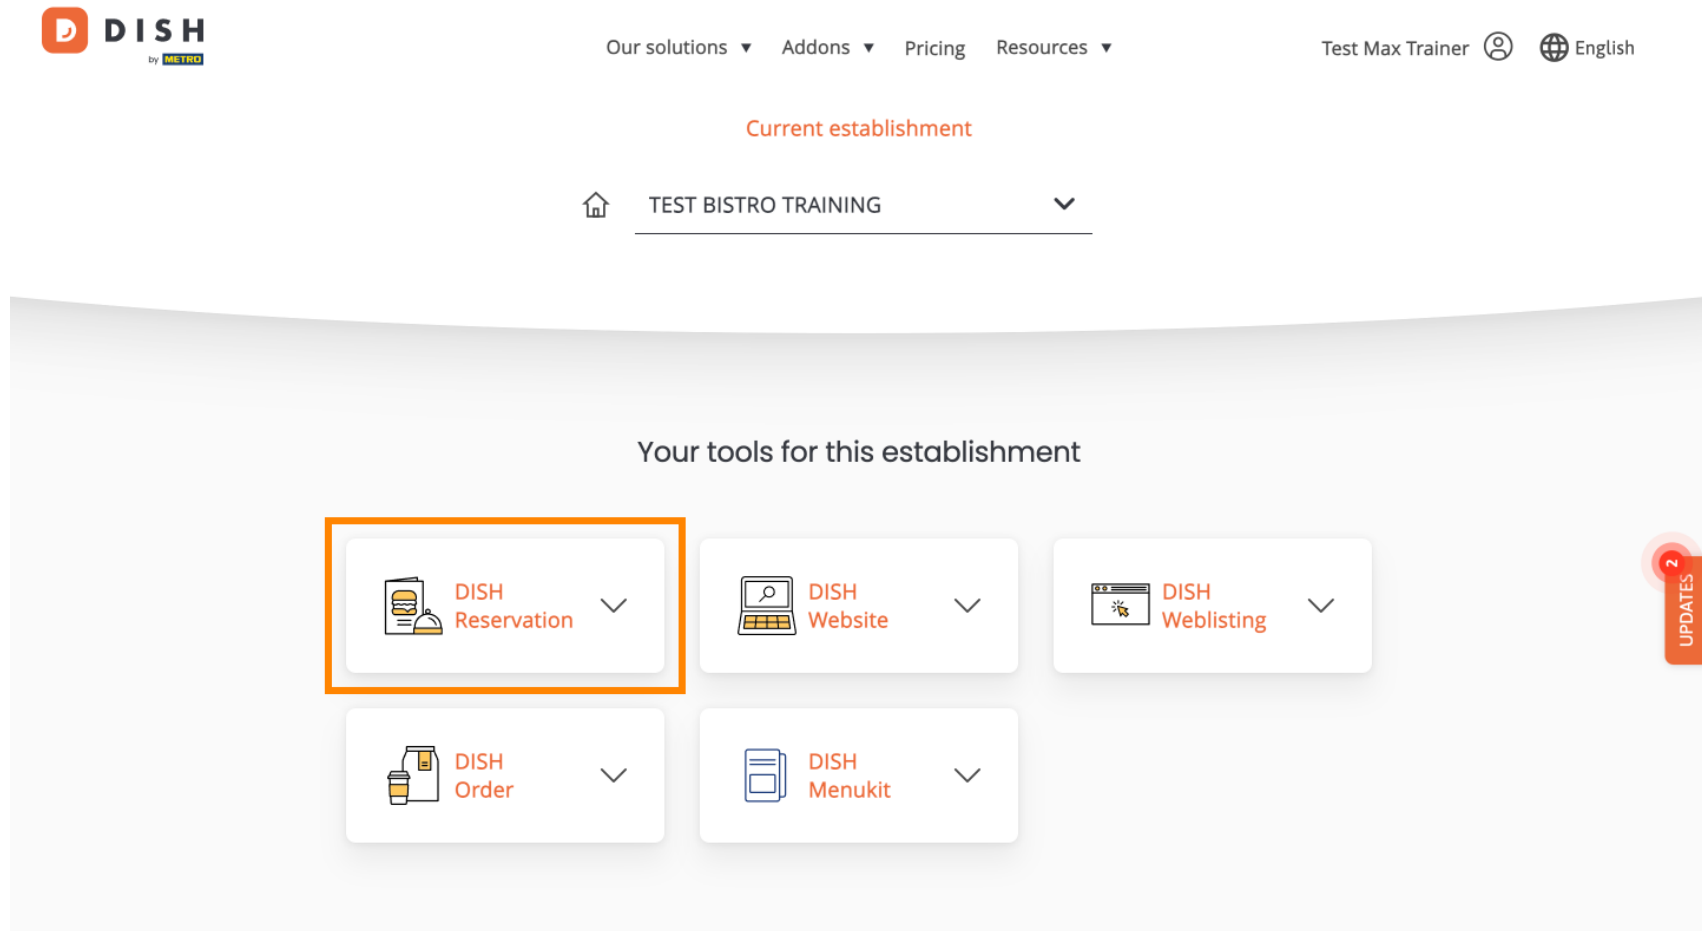 DISH
by METRO
Our solutions ▼ Addons ▼ Pricing Resources ▼ Test Max Trainer English
Current establishment
TEST BISTRO TRAINING
Your tools for this establishment
DISH
Reservation
DISH
Website
DISH
Weblisting
DISH
Order
DISH
Menukit
2
UPDATES